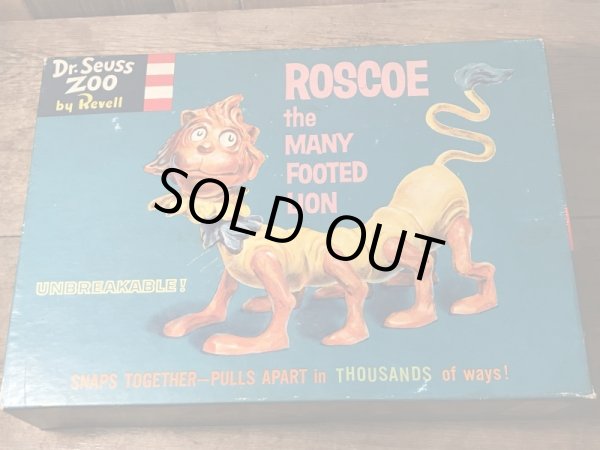 Dr. Seuss
ZOO
by Revell
ROSCOE
the
MANY
FOOTED
LION
SOLD OUT
UNBREAKABLE!
SNAPS TOGETHER—PULLS APART in THOUSANDS of ways!